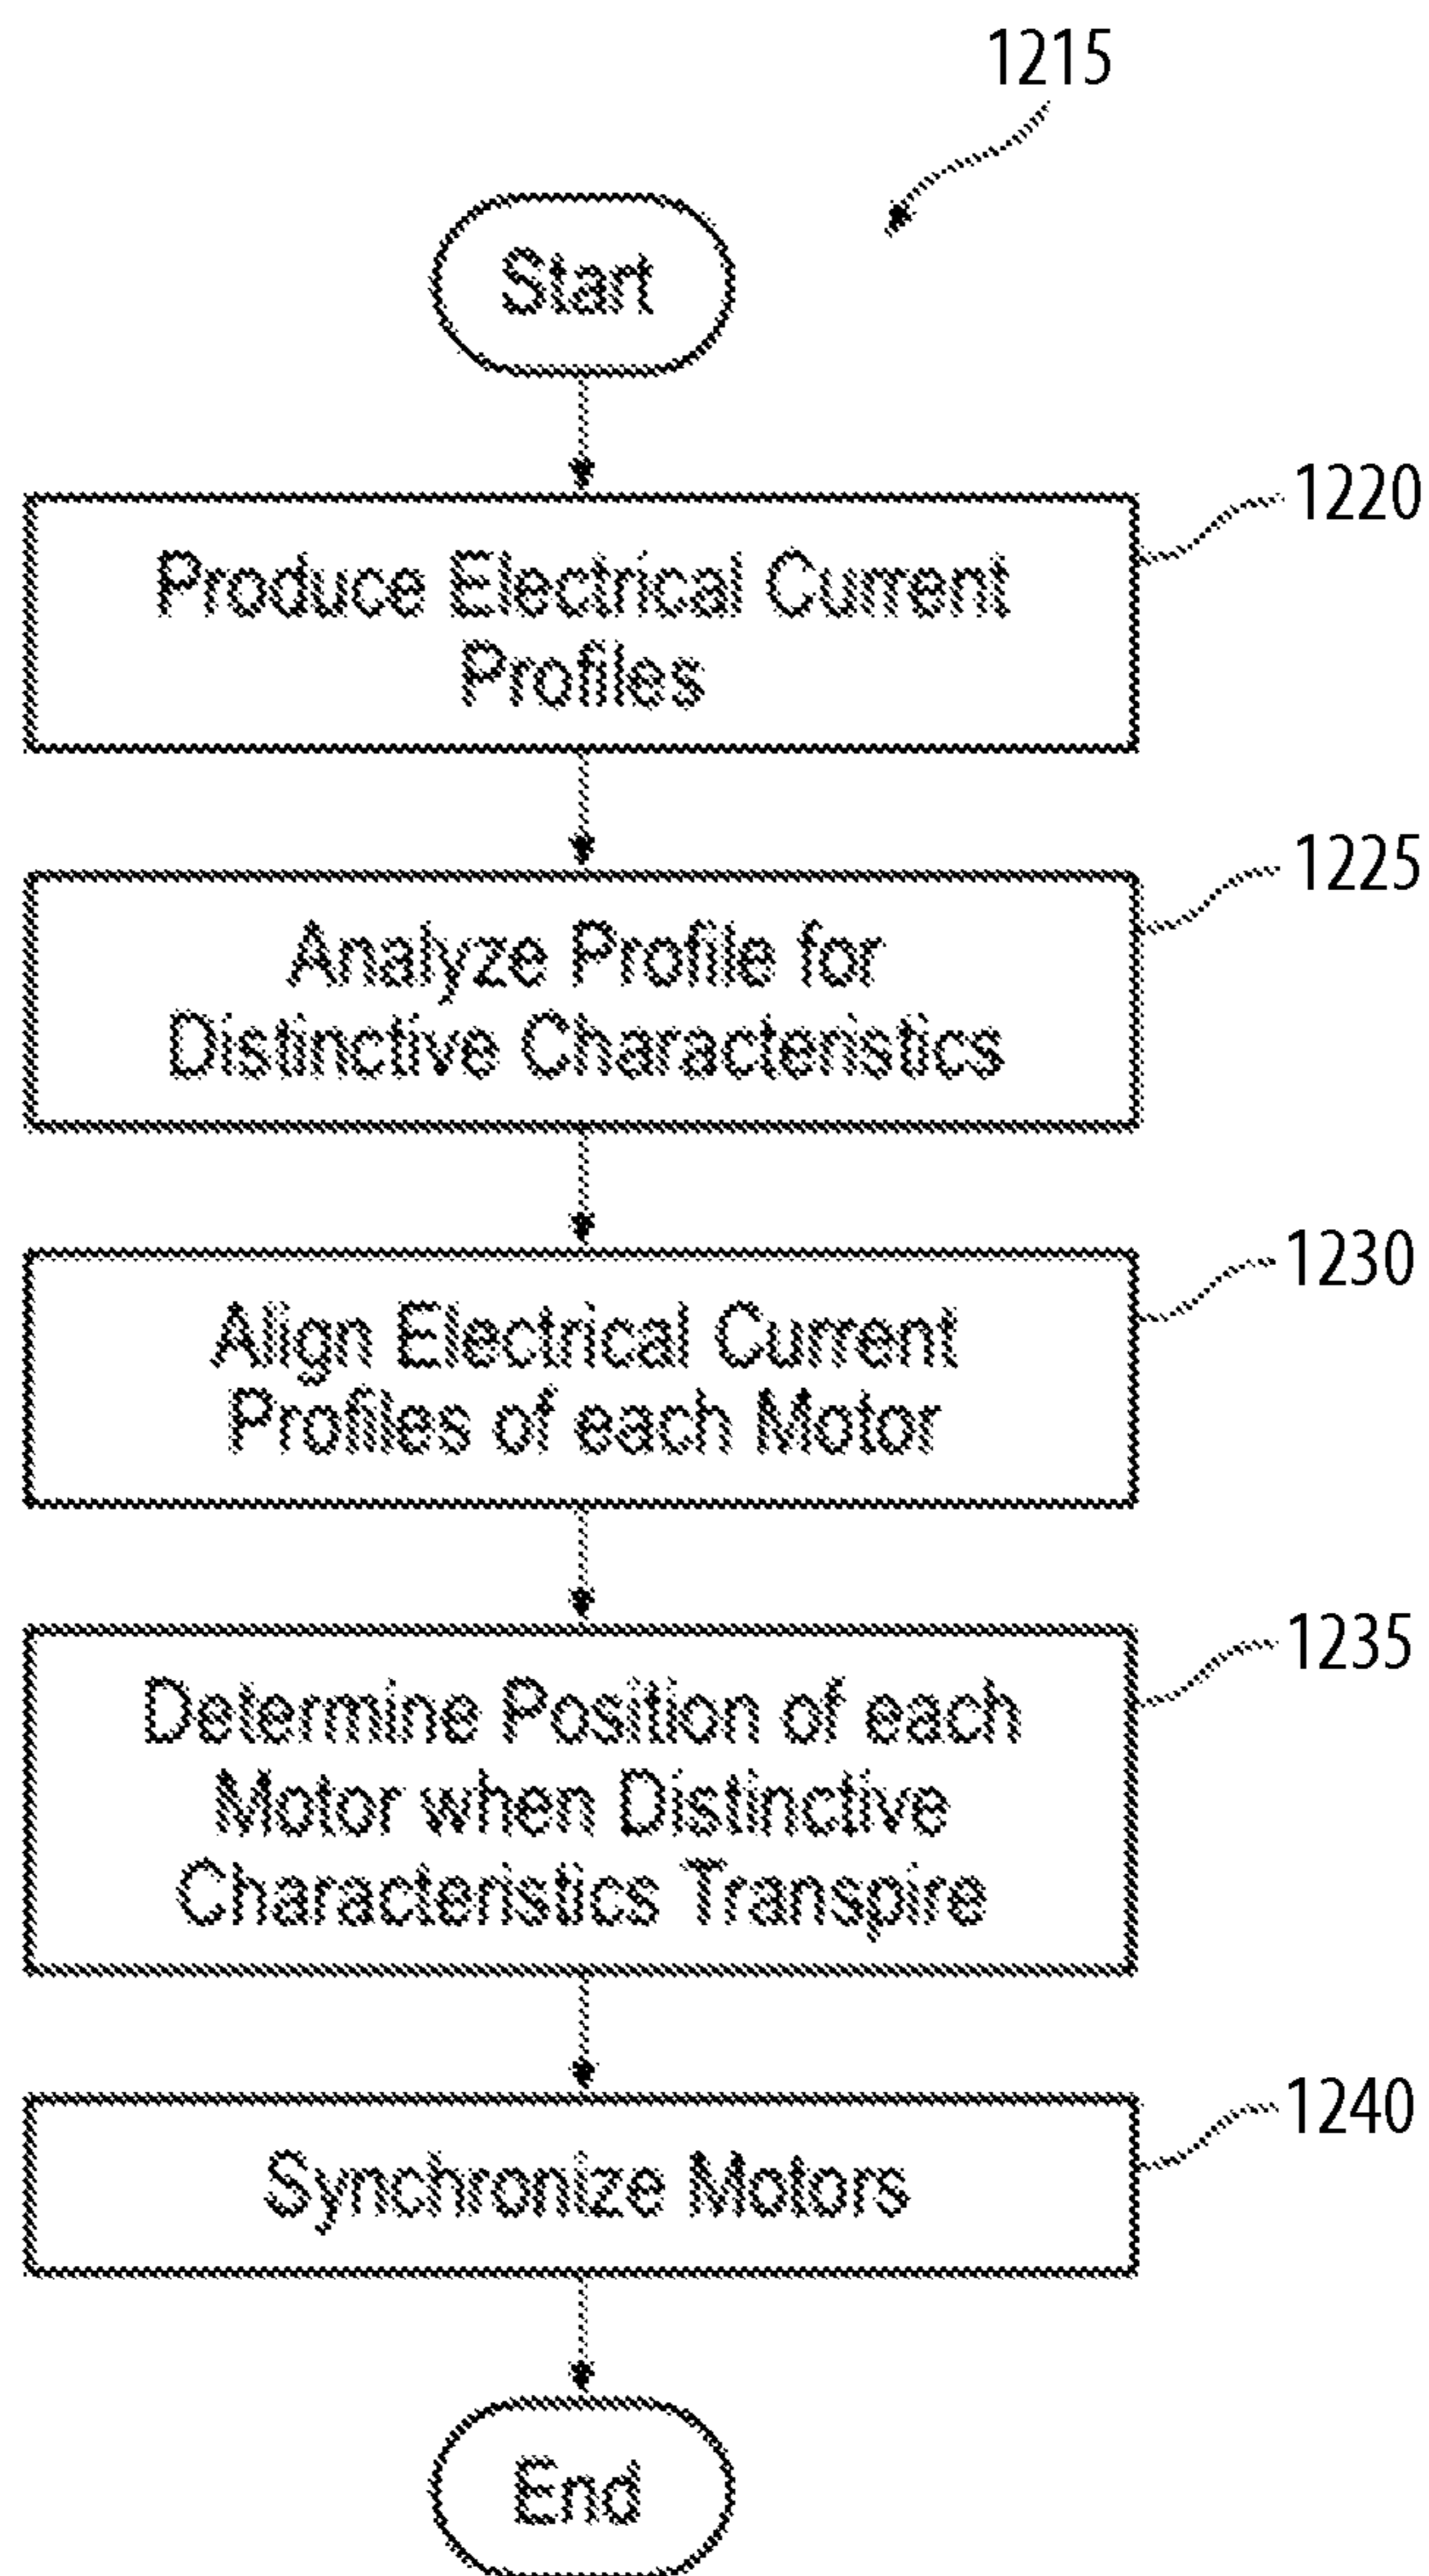 1215
Start
1220
Produce Electrical Current
Profiles
1225
Analyze Profile for
Distinctive Characteristics
1230
Align Electrical Current
Profiles of each Motor
1235
Determine Position of each
Motor when Distinctive
Characteristics Transpire
1240
Synchronize Motors
End